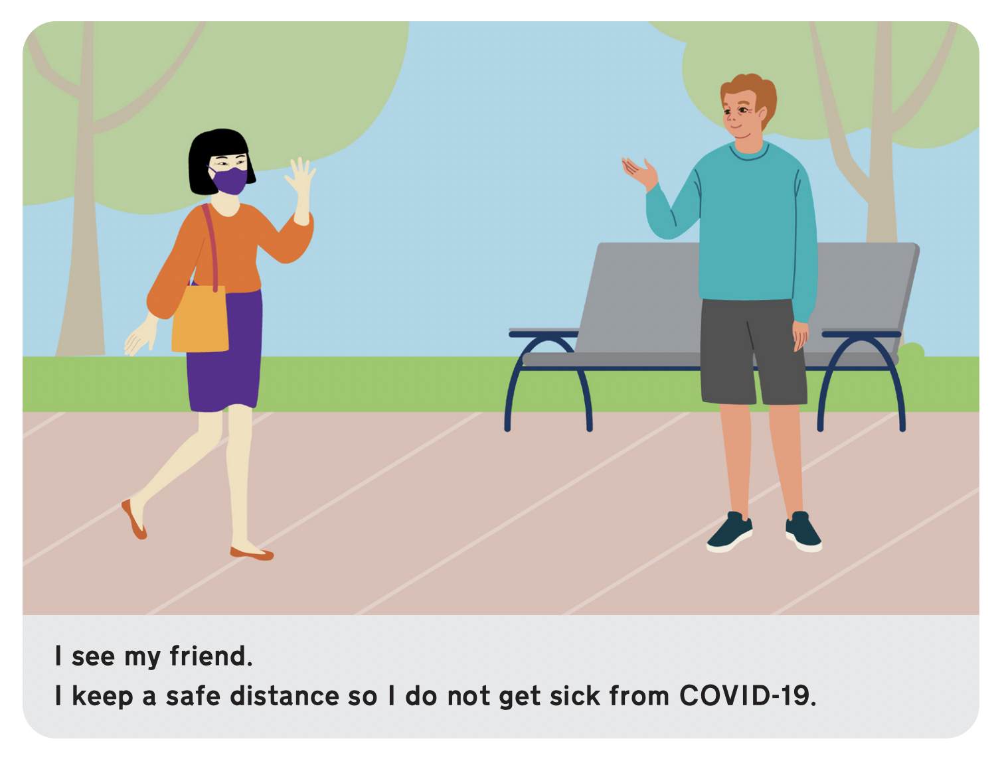 I see my friend.
I keep a safe distance so I do not get sick from COVID-19.